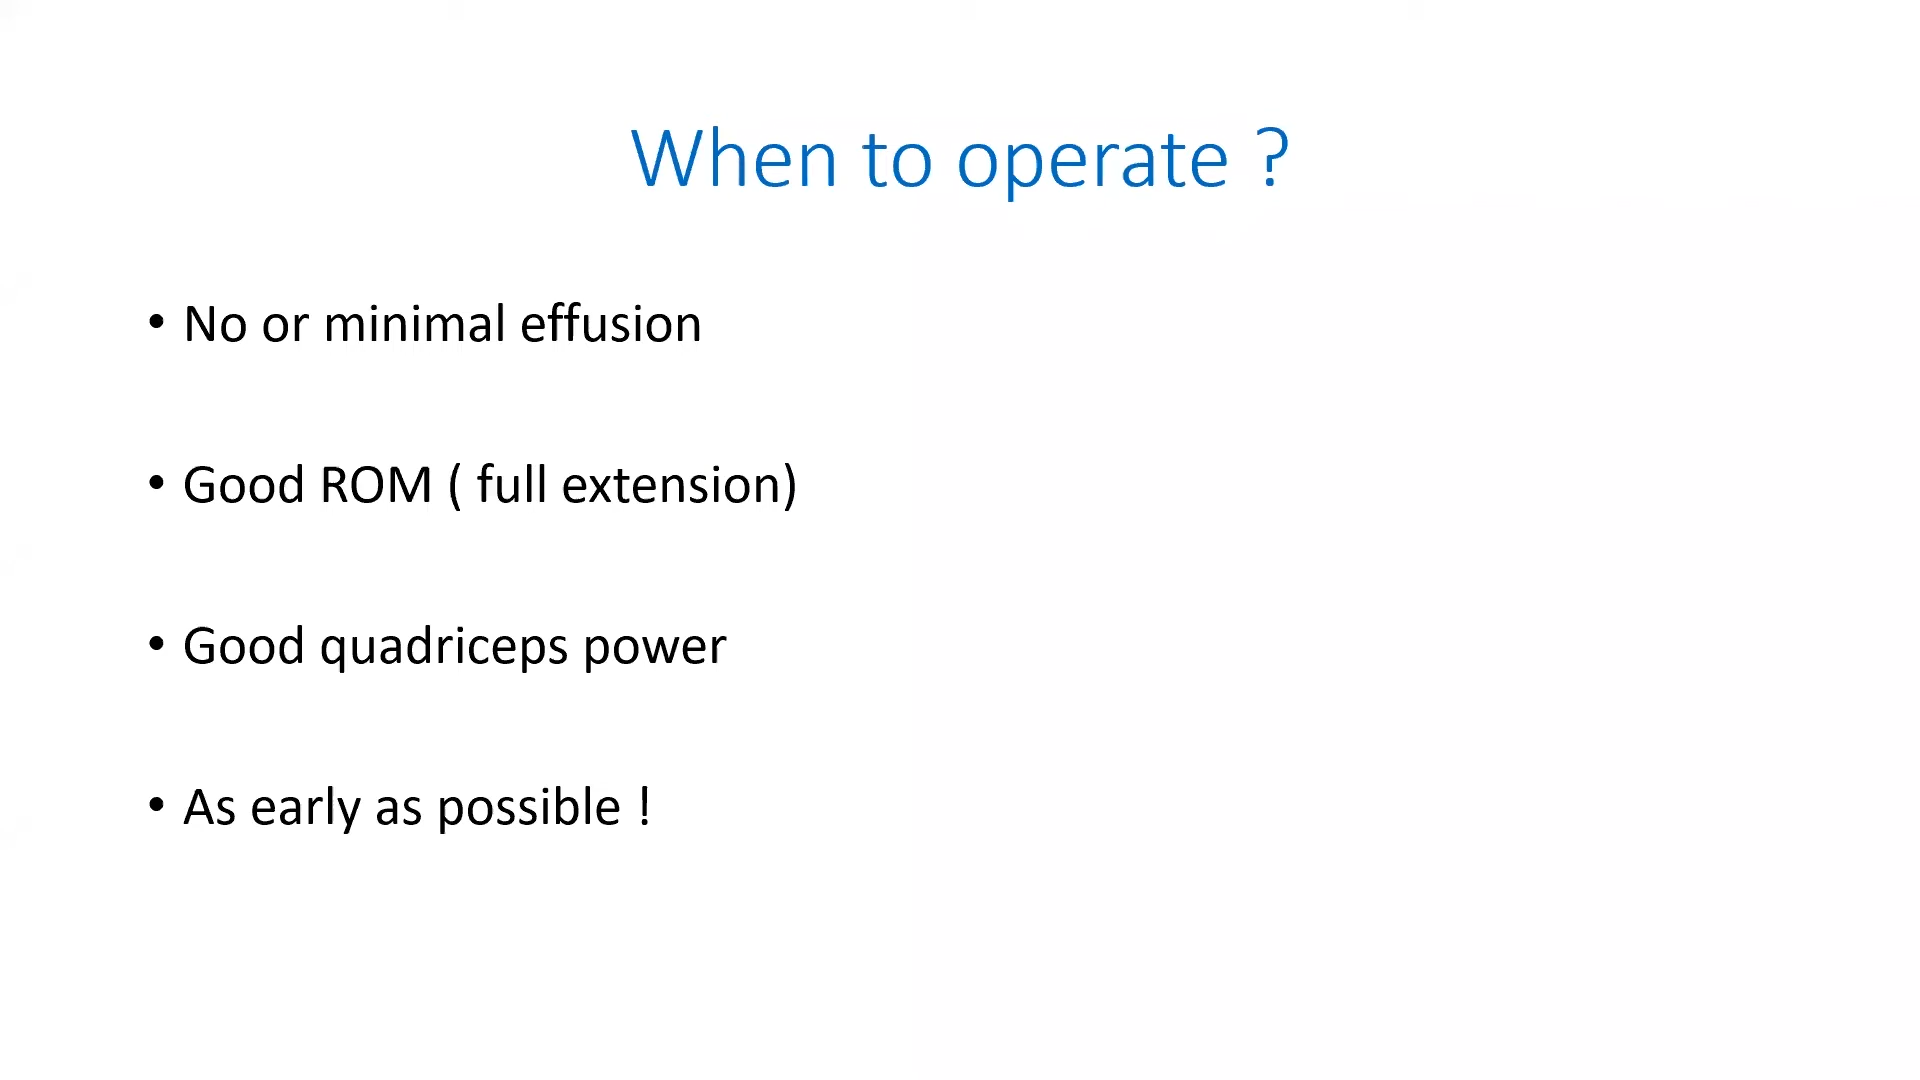 When to operate ?
• No or minimal effusion
• Good ROM ( full extension)
• Good quadriceps power
• As early as possible !